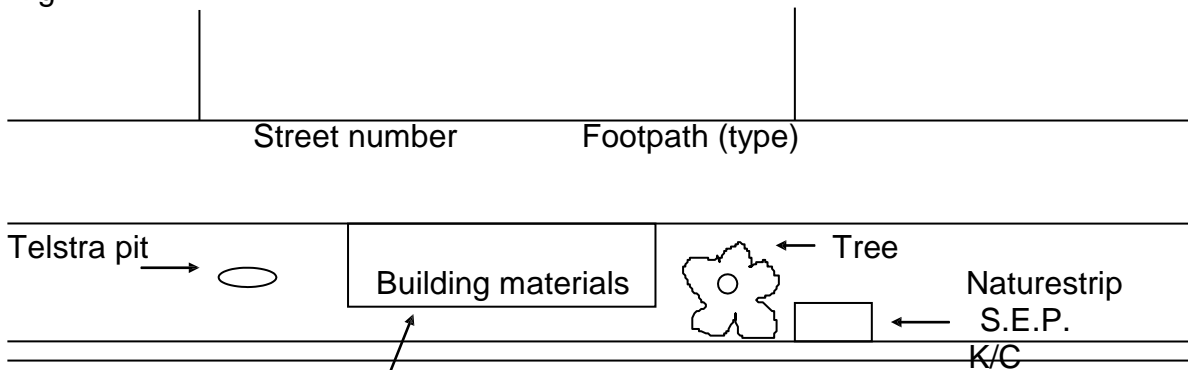 Street number Footpath (type)
Telstra pit
Tree
Building materials
Naturestrip
S.E.P.
K/C